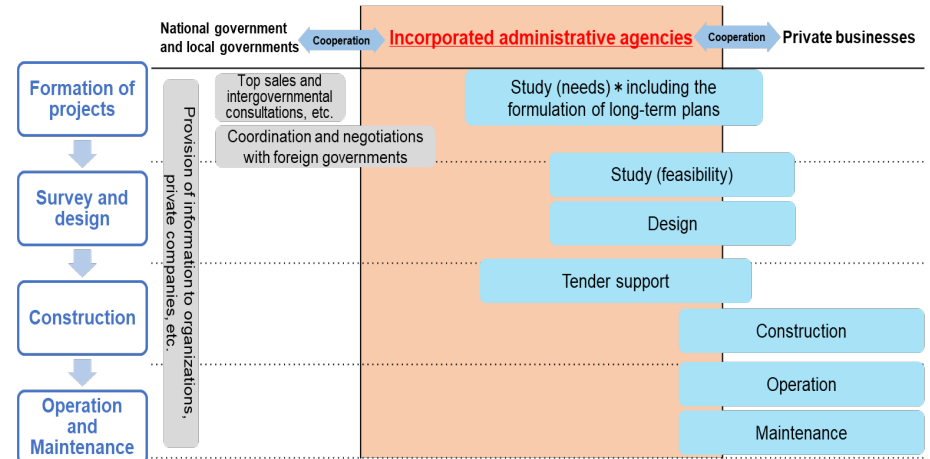 National government
and local governments
Cooperation
Incorporated administrative agencies
Cooperation
Private businesses
Formation of
projects
Survey and
design
Construction
Operation
and
Maintenance
Provision of information to organizations,
private companies, etc.
Top sales and
intergovernmental
consultations, etc.
Coordination and negotiations
with foreign governments
Study (needs) * including the
formulation of long-term plans
Study (feasibility)
Design
Tender support
Construction
Operation
Maintenance